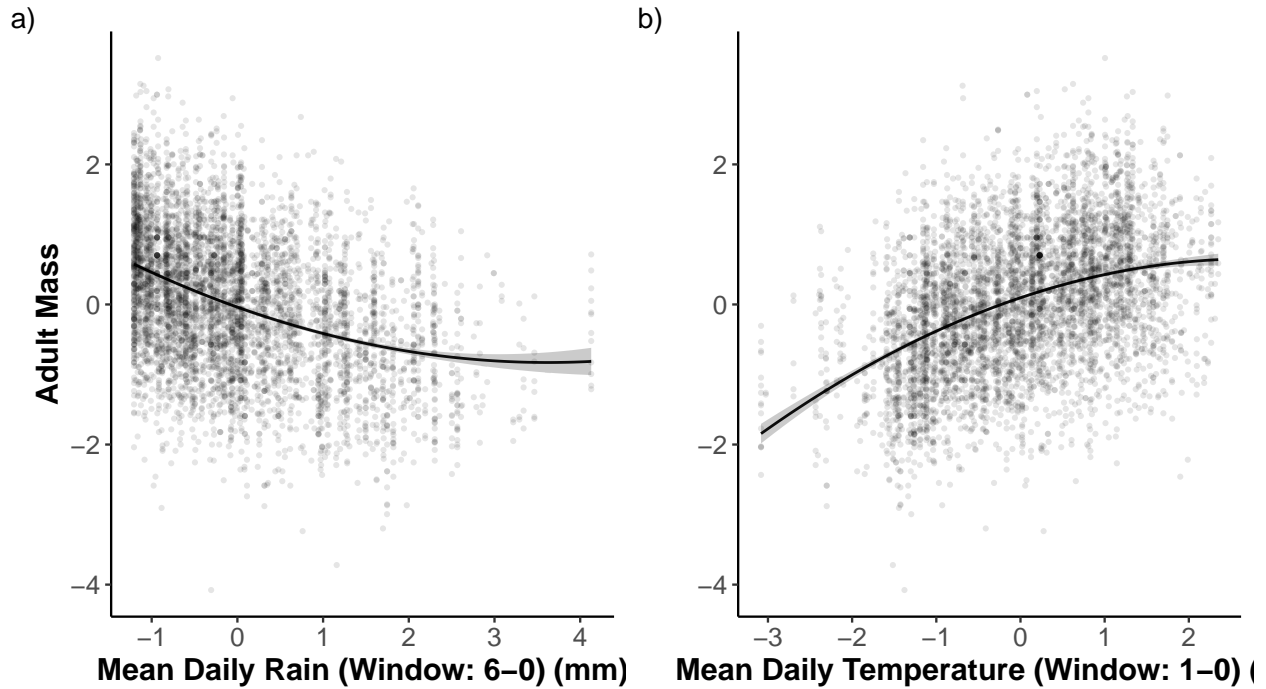 a)
b)
Adult Mass
2
0
−2
−4
−1 0 1 2 3 4
Mean Daily Rain (Window: 6−0) (mm)
2
0
−2
−4
−3 −2 −1 0 1 2
Mean Daily Temperature (Window: 1−0) (